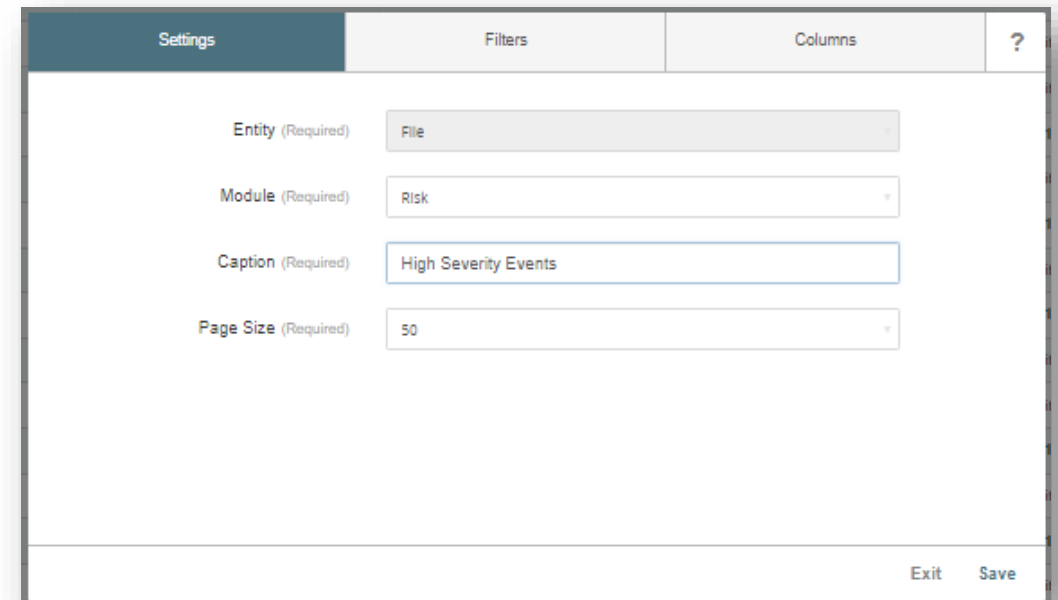 Settings Filters Columns ?
Entity (Required) File
Module (Required) Risk
Caption (Required) High Severity Events
Page Size (Required) 50
Exit Save